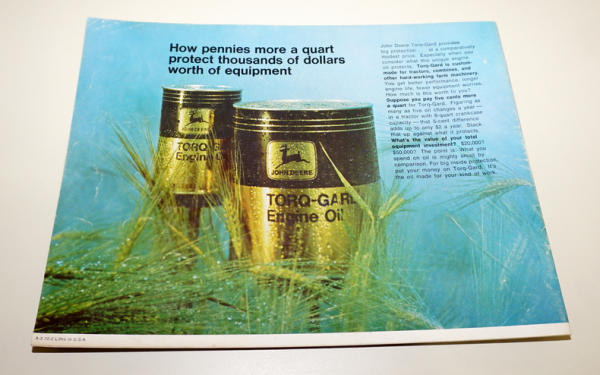 How pennies more a quart
protect thousands of dollars
worth of equipment
John Deere Torq-Gard provides
big protection . . . at a comparatively
modest price. Especially when you
consider what this unique engine
oil protects. Torq-Gard is custom-
made for tractors, combines, and
other hard-working farm machinery.
You get better performance, longer
engine life, fewer equipment worries.
How much is this worth to you?
Suppose you pay five cents more
a quart for Torq-Gard. Figuring as
many as five oil changes a year —
in a tractor with 8-quart crankcase
capacity — that 5-cent difference
adds up to only $2 a year. Stack
that up against what it protects.
What's the value of your total
equipment investment? $20,000?
$50,000? The point is: What you
spend on oil is mighty small by
comparison. For big inside protection,
put your money on Torq-Gard. It's
the oil made for your kind of work.
JOHN DEERE
TORQ-GARD
Engine Oil
JOHN DEERE
TORQ-GAR
Engine Oil
Litho in U.S.A.